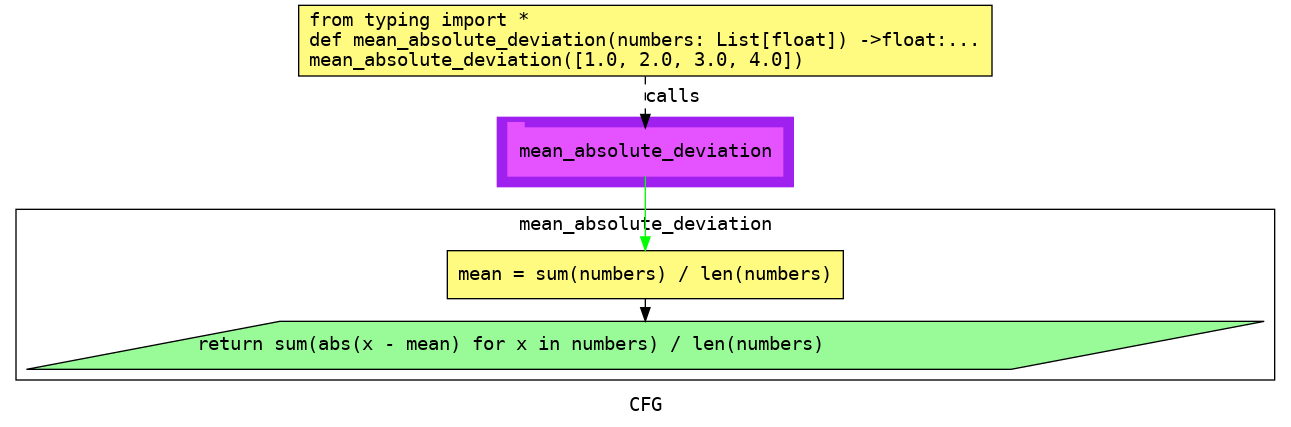 from typing import *
def mean_absolute_deviation(numbers: List[float]) ->float:...
mean_absolute_deviation([1.0, 2.0, 3.0, 4.0])
calls
mean_absolute_deviation
mean_absolute_deviation
mean = sum(numbers) / len(numbers)
return sum(abs(x - mean) for x in numbers) / len(numbers)
CFG